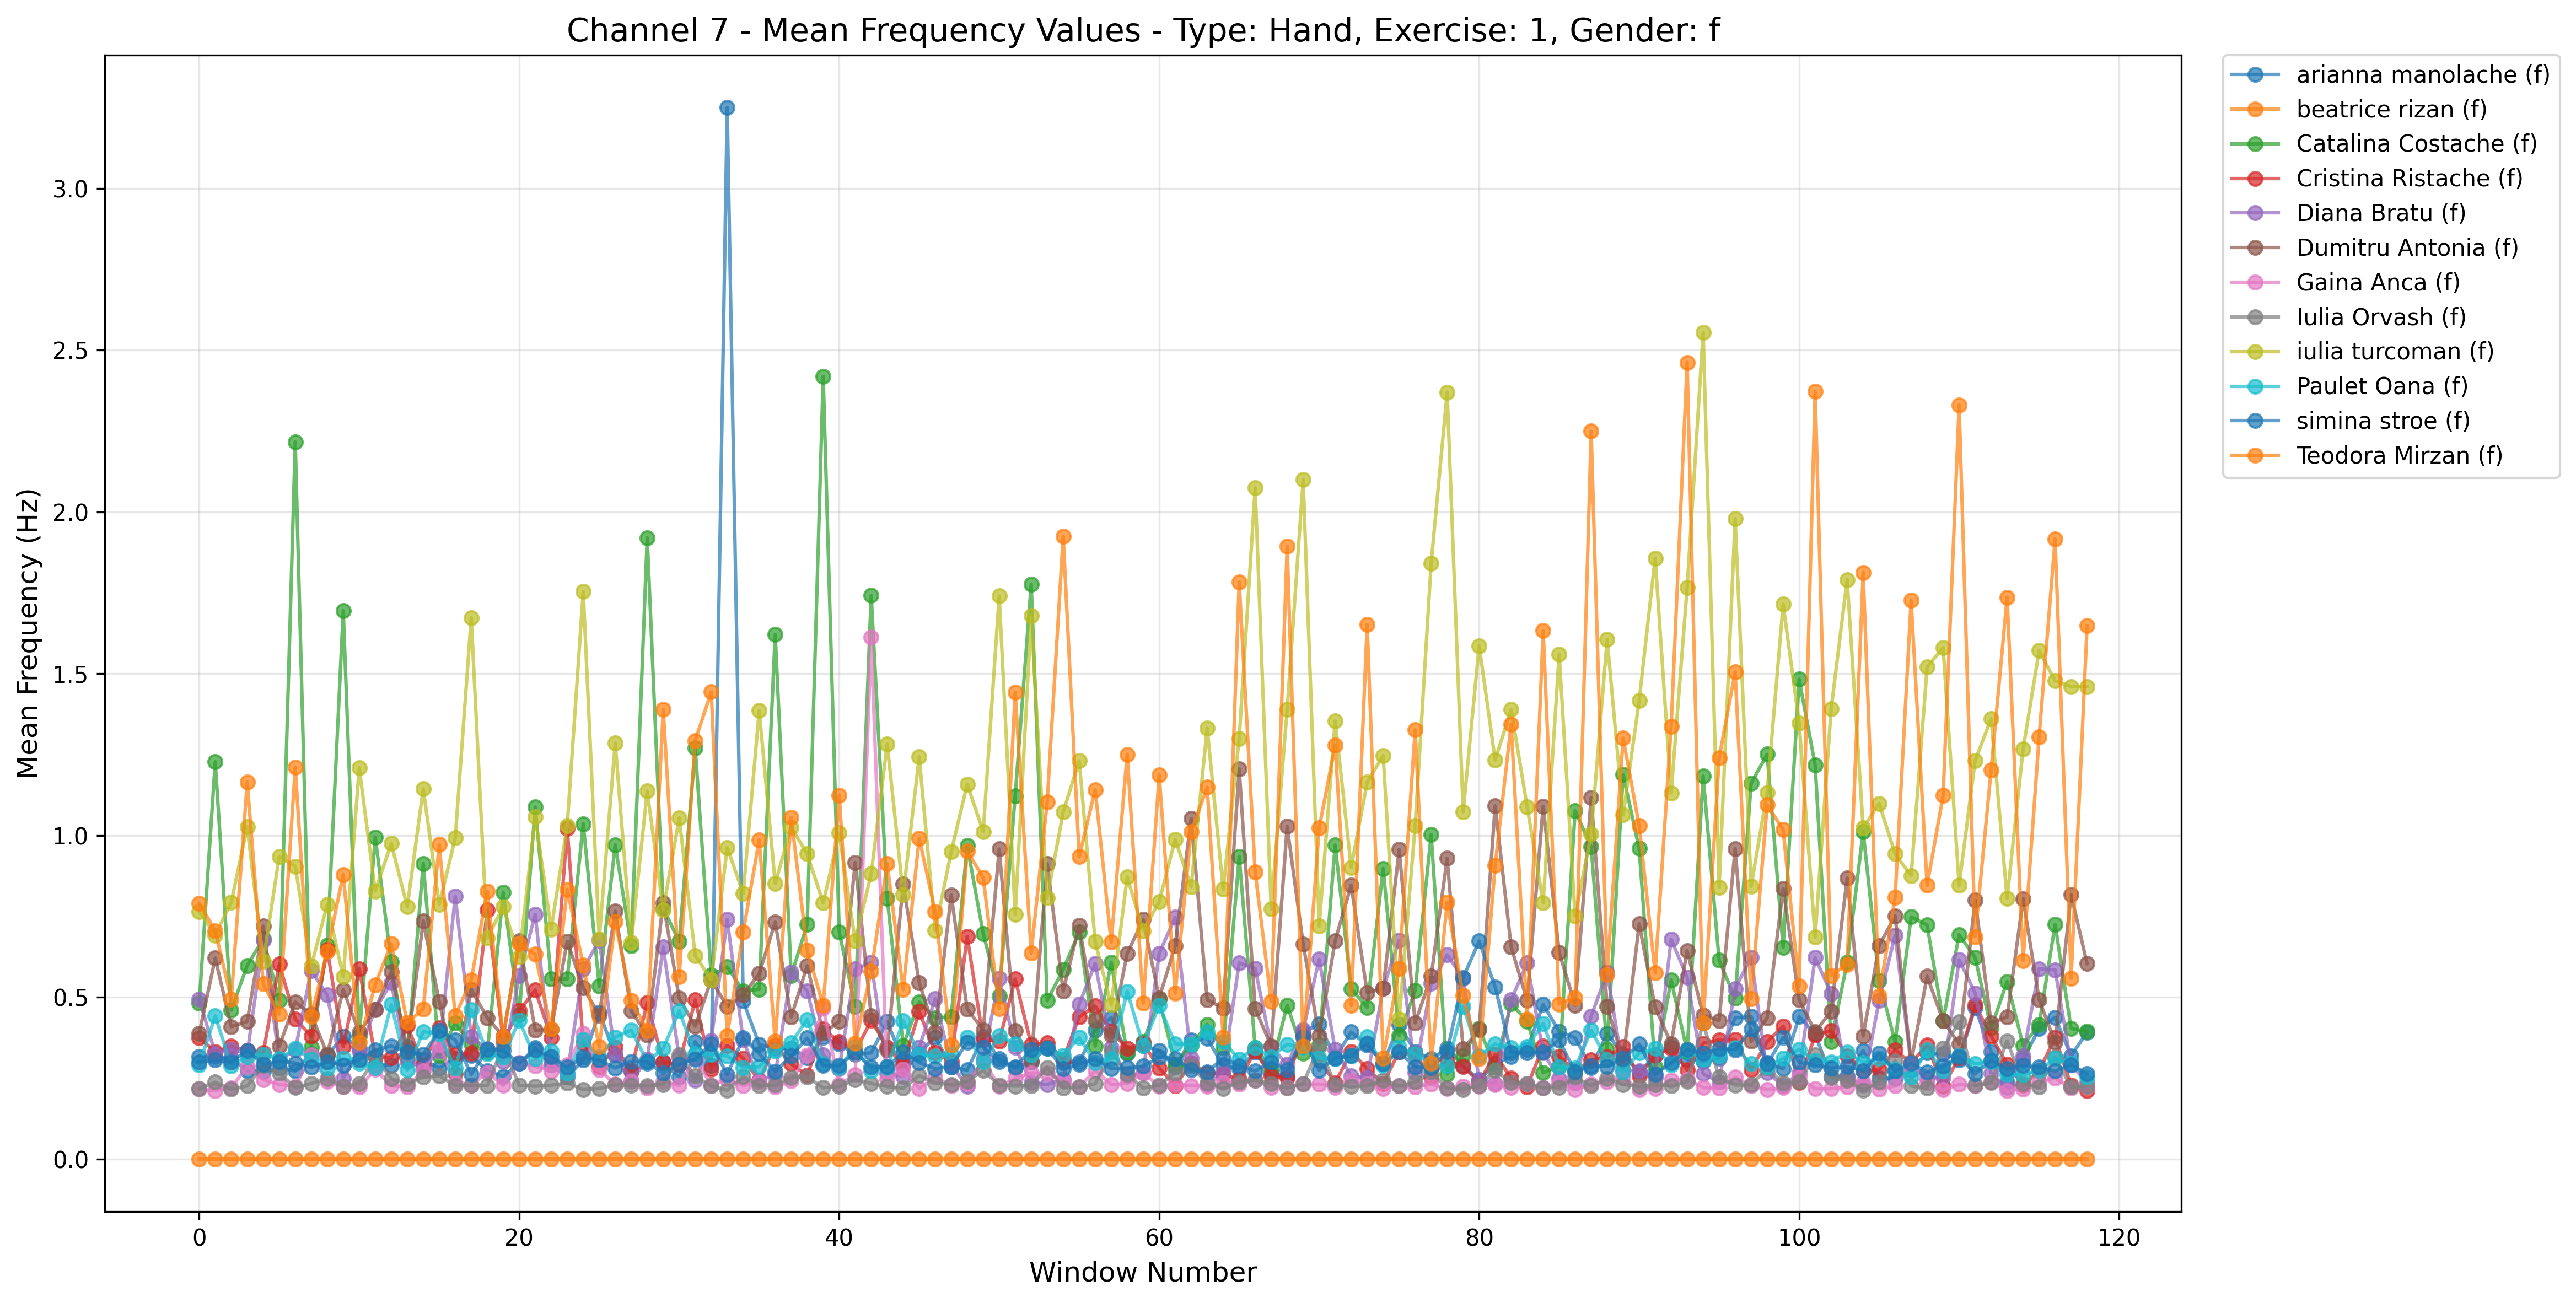 Channel 7 - Mean Frequency Values - Type: Hand, Exercise: 1, Gender: f
Mean Frequency (Hz)
3.0
2.5
2.0
1.5
1.0
0.5
0.0
0 20 40 60 80 100 120
Window Number
arianna manolache (f)
beatrice rizan (f)
Catalina Costache (f)
Cristina Ristache (f)
Diana Bratu (f)
Dumitru Antonia (f)
Gaina Anca (f)
Iulia Orvash (f)
iulia turcoman (f)
Paulet Oana (f)
simina stroe (f)
Teodora Mirzan (f)